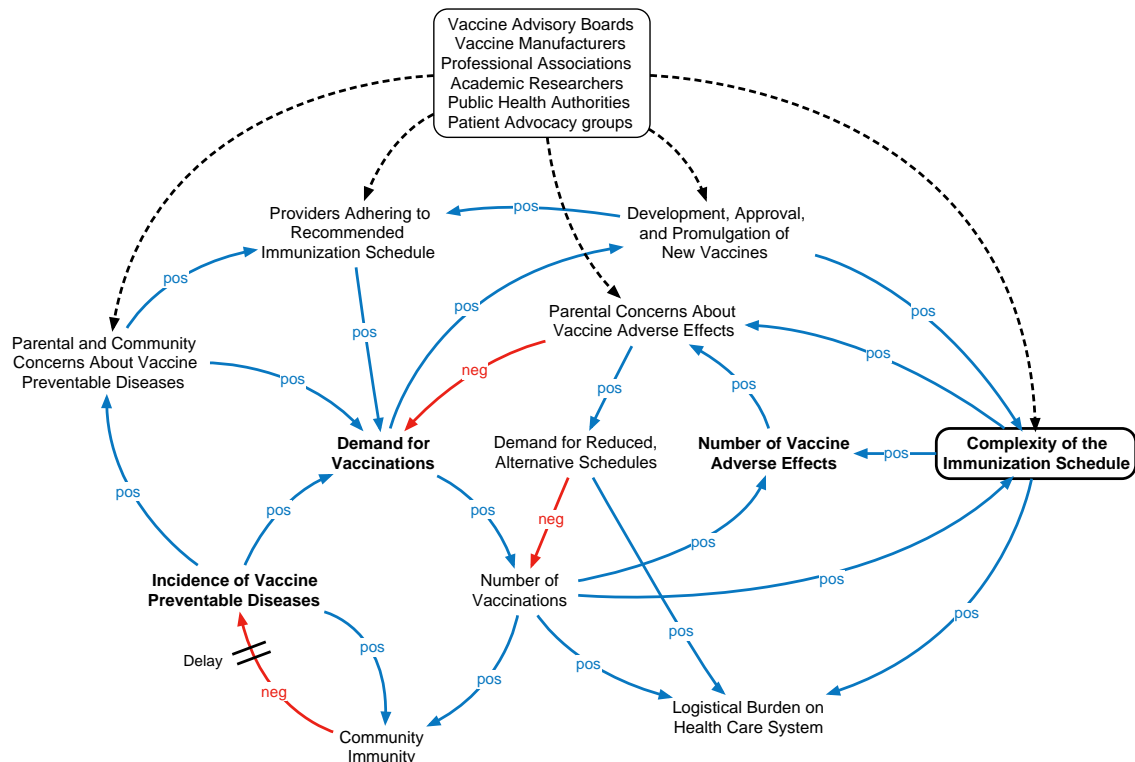 Vaccine Advisory Boards
Vaccine Manufacturers
Professional Associations
Academic Researchers
Public Health Authorities
Patient Advocacy groups
Providers Adhering to
Recommended
Immunization Schedule
pos
Development, Approval,
and Promulgation of
New Vaccines
pos
pos
pos
pos
Parental Concerns About
Vaccine Adverse Effects
pos
Parental and Community
Concerns About Vaccine
Preventable Diseases
pos
neg
pos
pos
Demand for
Vaccinations
Demand for Reduced,
Alternative Schedules
Number of Vaccine
Adverse Effects
pos
Complexity of the
Immunization Schedule
pos
pos
pos
neg
pos
Incidence of Vaccine
Preventable Diseases
Number of
Vaccinations
pos
pos
pos
pos
pos
pos
Delay
neg
Logistical Burden on
Health Care System
Community
Immunity